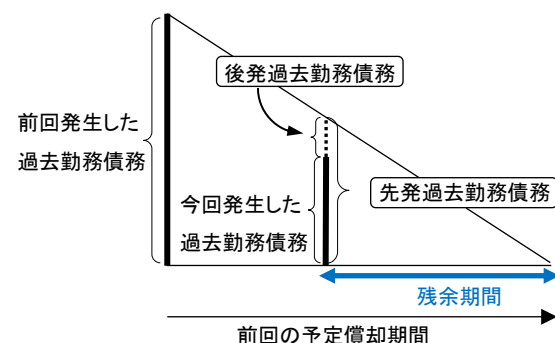 後発過去勤務債務
前回発生した
過去勤務債務
今回発生した
過去勤務債務
先発過去勤務債務
残余期間
前回の予定償却期間